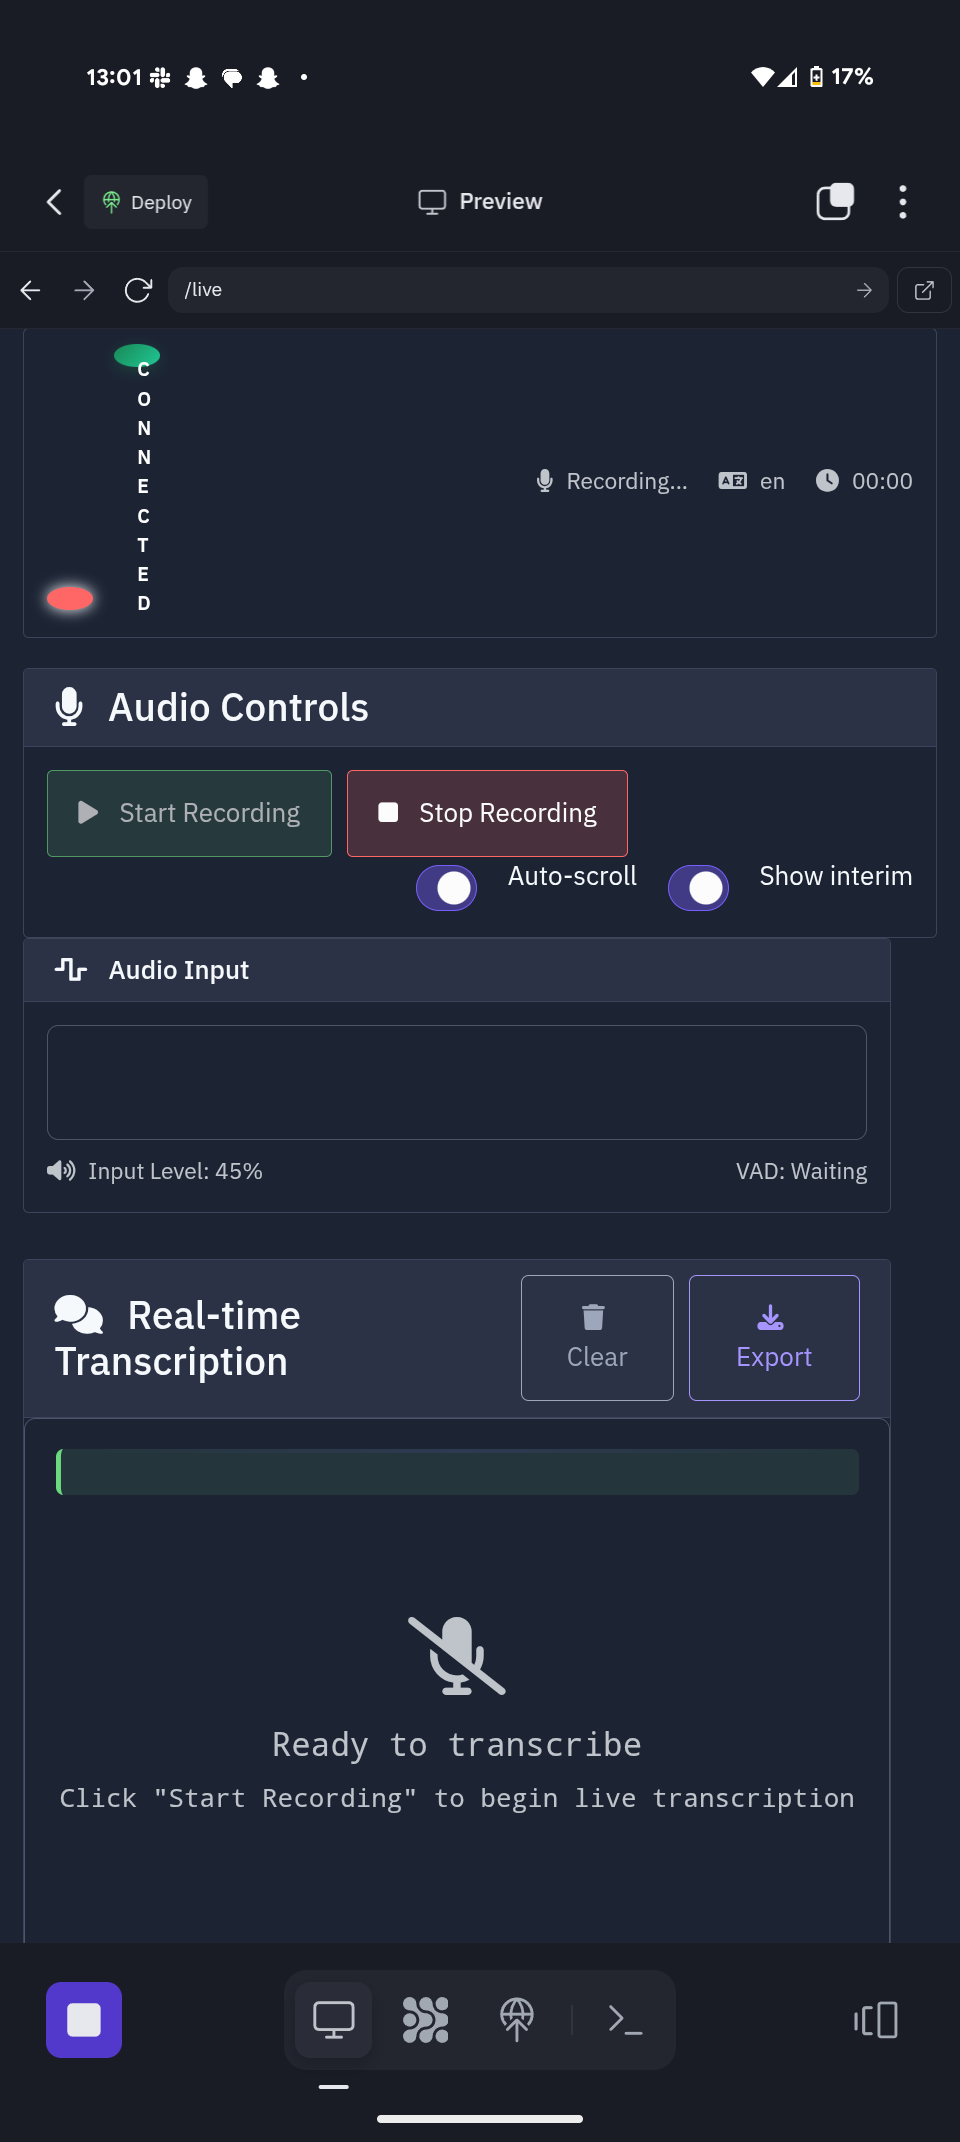 13:01
17%
Deploy
Preview
/live
CONNECTED
Recording...
en
00:00
Audio Controls
Start Recording
Stop Recording
Auto-scroll
Show interim
Audio Input
Input Level: 45%
VAD: Waiting
Real-time
Transcription
Clear
Export
Ready to transcribe
Click "Start Recording" to begin live transcription